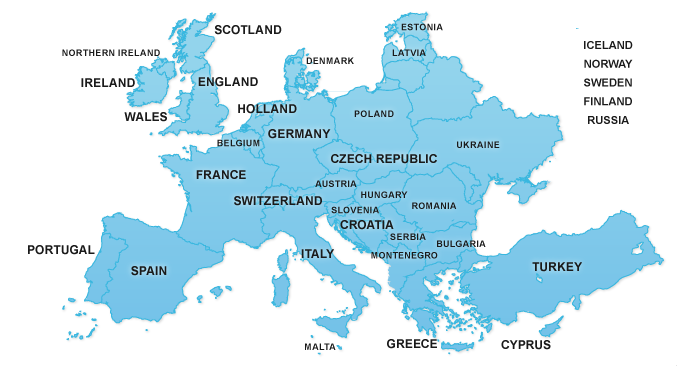 SCOTLAND
ESTONIA
ICELAND
NORTHERN IRELAND
LATVIA
DENMARK
NORWAY
IRELAND
ENGLAND
SWEDEN
HOLLAND
FINLAND
WALES
POLAND
RUSSIA
GERMANY
BELGIUM
UKRAINE
CZECH REPUBLIC
FRANCE
AUSTRIA
HUNGARY
SWITZERLAND
SLOVENIA
ROMANIA
CROATIA
SERBIA
BULGARIA
PORTUGAL
ITALY
MONTENEGRO
SPAIN
TURKEY
MALTA
GREECE
CYPRUS